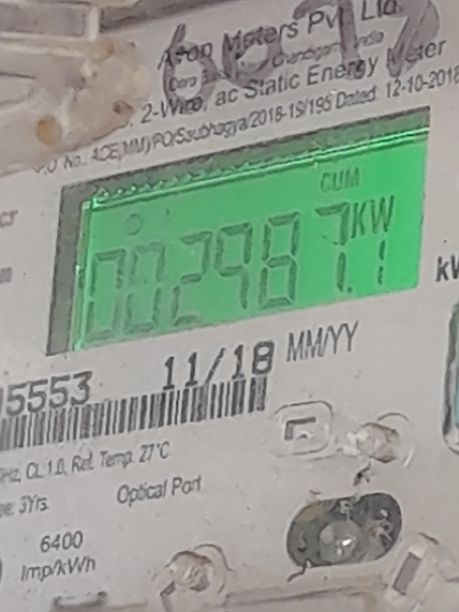 Avon Meters Pvt. Ltd.
Chandigarh India
2-Wire, ac Static Energy Meter
P.O No.: ACE(MM)/PO/Saubhagya/2018-19/195 Dated: 12-10-2018
CUM
002987.1 KW
5553 11/18 MM/YY
Hz, CL 1.0, Ref. Temp. 27°C
Optical Port
6400
Imp/kWh